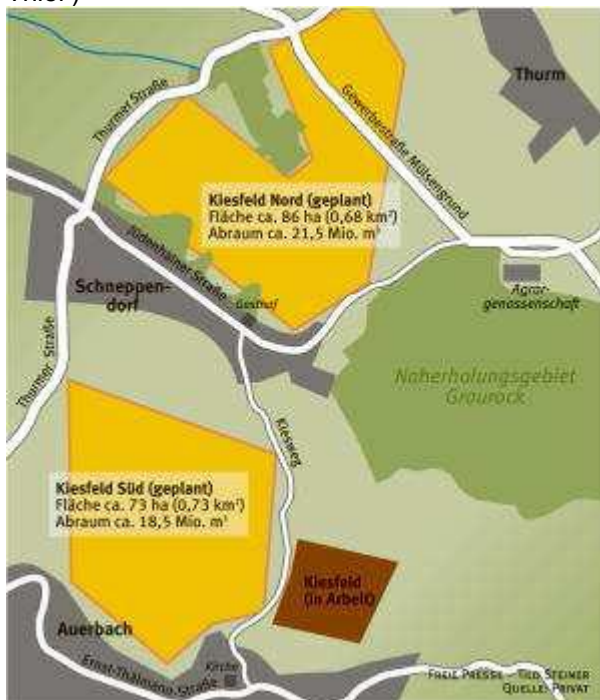 Thurm
Thurmer Straße
Gewerbestraße Mülsengrund
Kiesfeld Nord (geplant)
Fläche ca. 86 ha (0,68 km²)
Abraum ca. 21,5 Mio. m³
Jüdenhainer Straße
Schneppen-
dorf
Gasthof
Agrar-
genossenschaft
Naherholungsgebiet
Graurock
Thurmer Straße
Kiesweg
Kiesfeld Süd (geplant)
Fläche ca. 73 ha (0,73 km²)
Abraum ca. 18,5 Mio. m³
Kiesfeld
(in Arbeit)
Auerbach
Ernst-Thälmann-Straße
Kirche
FREIE PRESSE – TILO STEINER
QUELLE: PRIVAT